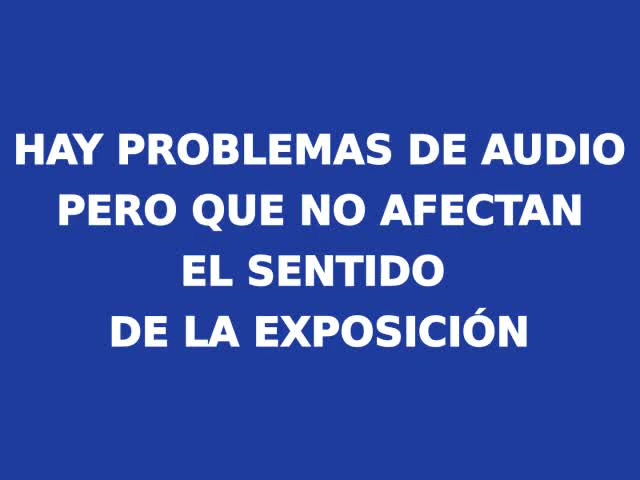 HAY PROBLEMAS DE AUDIO
PERO QUE NO AFECTAN
EL SENTIDO
DE LA EXPOSICIÓN